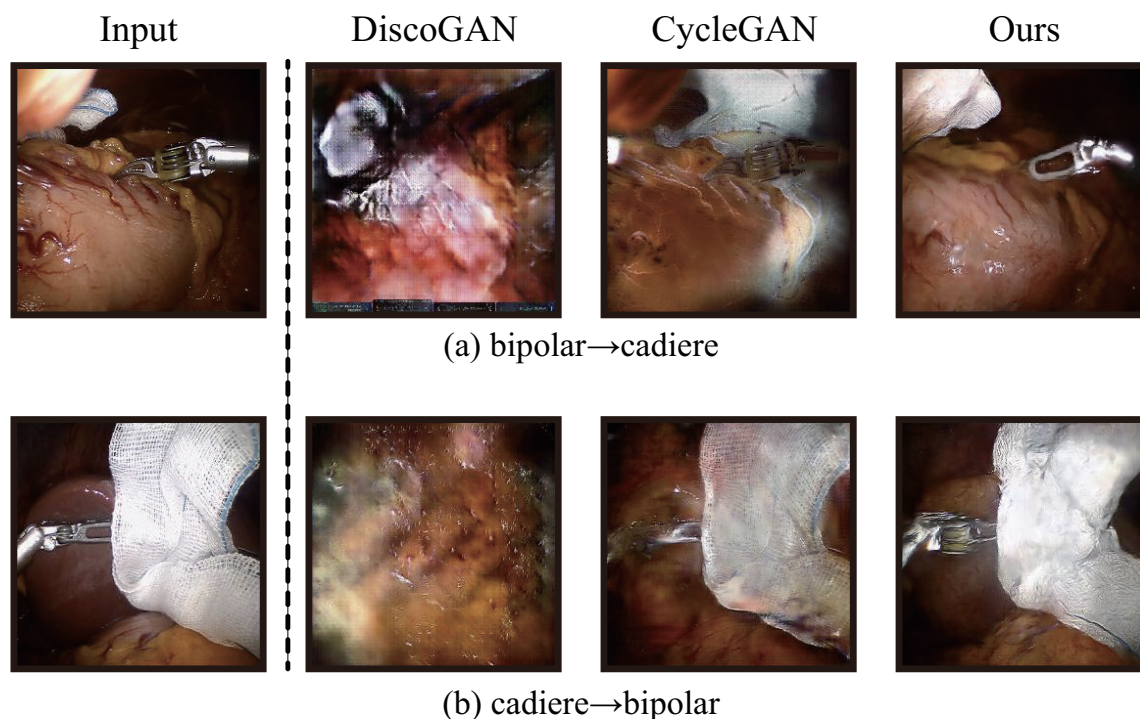 Input DiscoGAN CycleGAN Ours
(a) bipolar→cadiere
(b) cadiere→bipolar